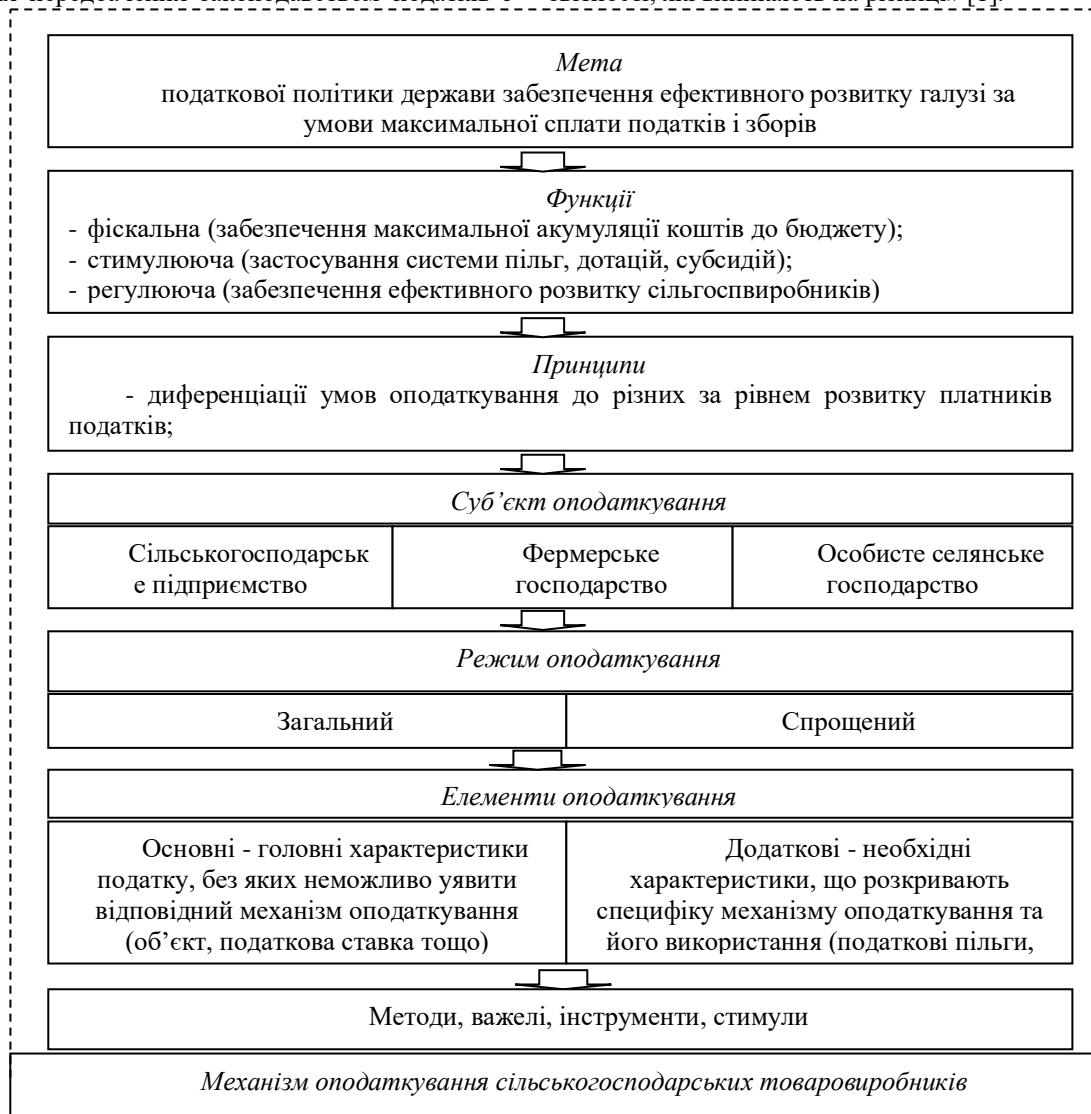 Мета
податкової політики держави забезпечення ефективного розвитку галузі за
умови максимальної сплати податків і зборів
Функції
- фіскальна (забезпечення максимальної акумуляції коштів до бюджету);
- стимулююча (застосування системи пільг, дотацій, субсидій);
- регулююча (забезпечення ефективного розвитку сільгоспвиробників)
Принципи
- диференціації умов оподаткування до різних за рівнем розвитку платників
податків;
Суб’єкт оподаткування
Сільськогосподарськ
е підприємство
Фермерське
господарство
Особисте селянське
господарство
Режим оподаткування
Загальний
Спрощений
Елементи оподаткування
Основні - головні характеристики
податку, без яких неможливо уявити
відповідний механізм оподаткування
(об’єкт, податкова ставка тощо)
Додаткові - необхідні
характеристики, що розкривають
специфіку механізму оподаткування та
його використання (податкові пільги,
Методи, важелі, інструменти, стимули
Механізм оподаткування сільськогосподарських товаровиробників